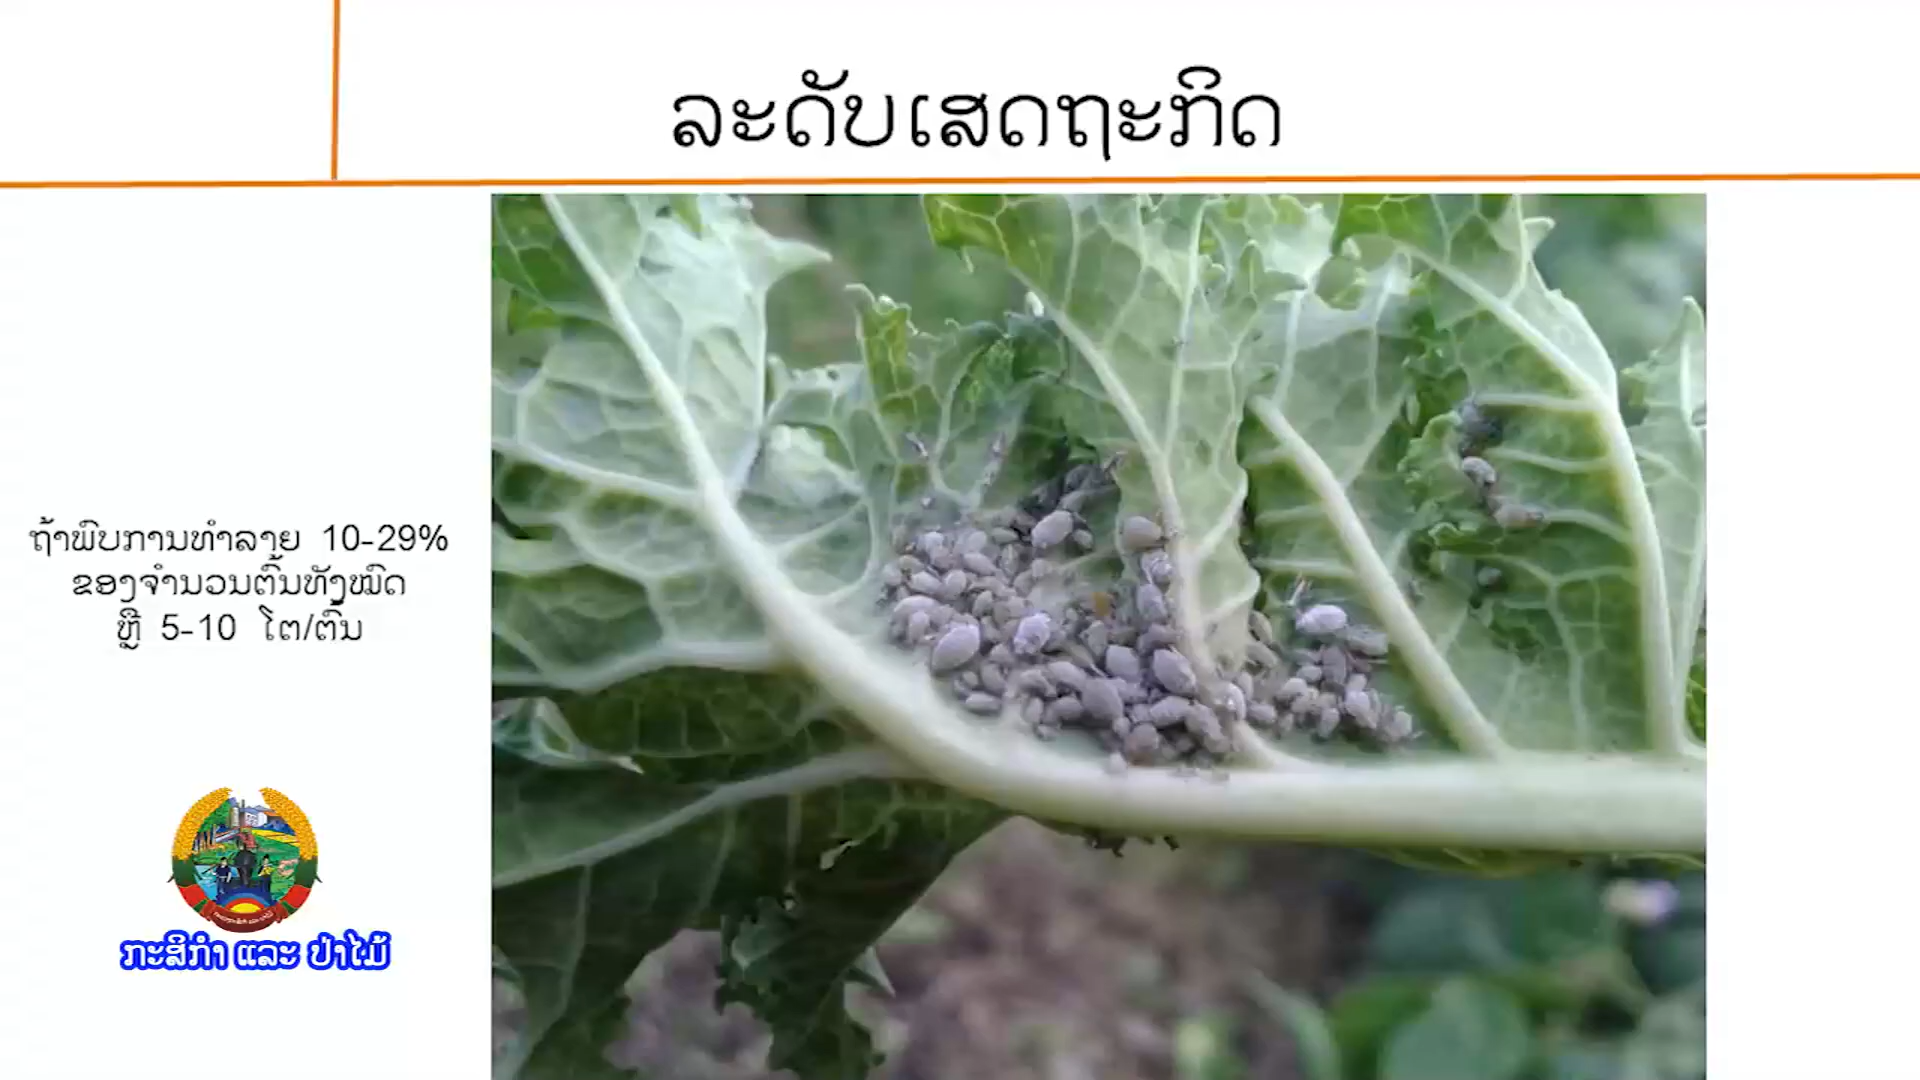 ລະດັບເສດຖະກິດ
ຖ້າພົບການທຳລາຍ 10-29%
ຂອງຈຳນວນຕົ້ນທັງໝົດ
ຫຼື 5-10 ໂຕ/ຕົ້ນ
ກະສິກຳ ແລະ ປ່າໄມ້